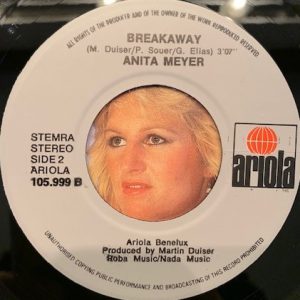 ALL RIGHTS OF THE PRODUCER AND OF THE OWNER OF THE WORK REPRODUCED RESERVED
BREAKAWAY
(M. Duiser/P. Souer/G. Elias) 3'07"
ANITA MEYER
STEMRA
STEREO
SIDE 2
ARIOLA
105.999 B
ariola
Ariola Benelux
Produced by Martin Duiser
Boba Music/Nada Music
UNAUTHORISED COPYING PUBLIC PERFORMANCE AND BROADCASTING OF THIS RECORD PROHIBITED